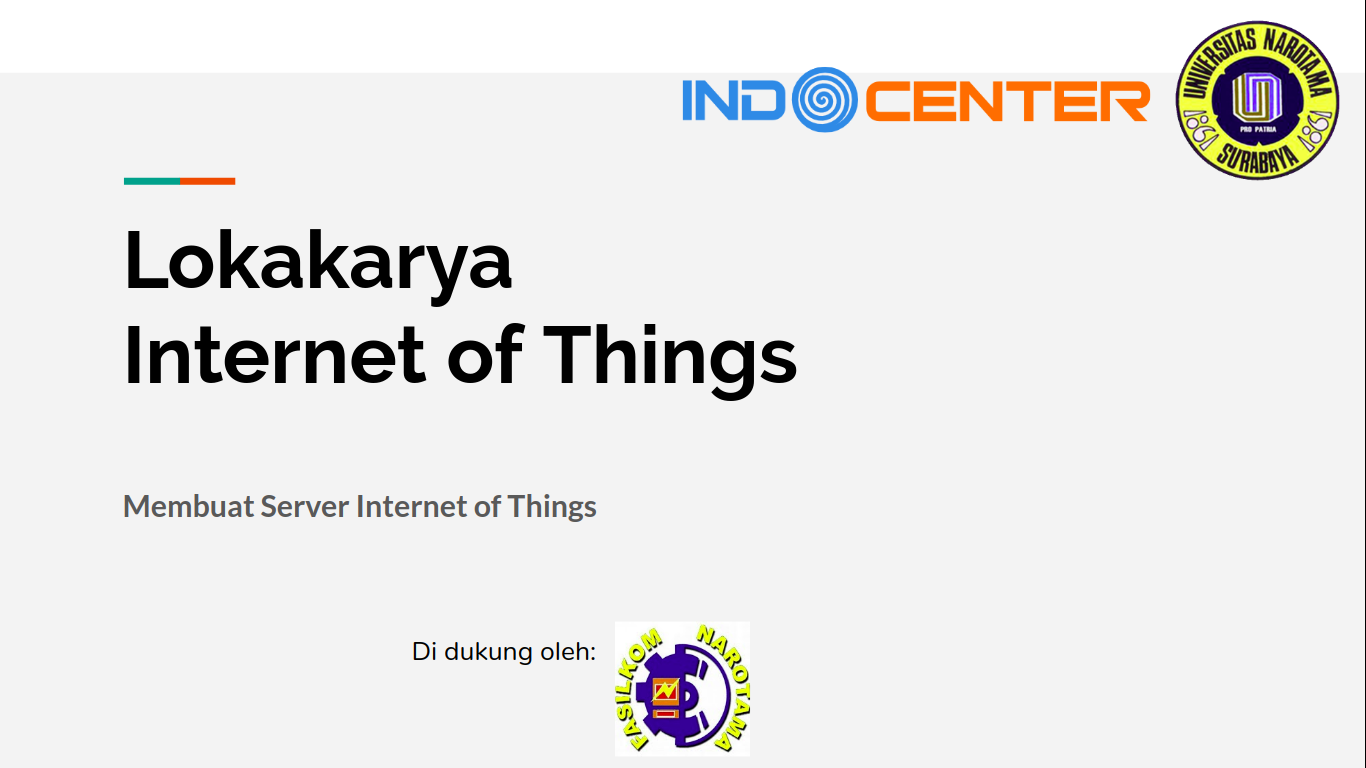 INDOCENTER
UNIVERSITAS NAROTAMA
PRO PATRIA
1981 1981
SURABAYA
Lokakarya
Internet of Things
Membuat Server Internet of Things
Di dukung oleh:
FASILKOM NAROTAMA